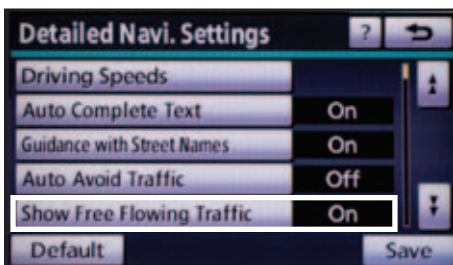 Detailed Navi. Settings ?
Driving Speeds
Auto Complete Text On
Guidance with Street Names On
Auto Avoid Traffic Off
Show Free Flowing Traffic On
Default Save